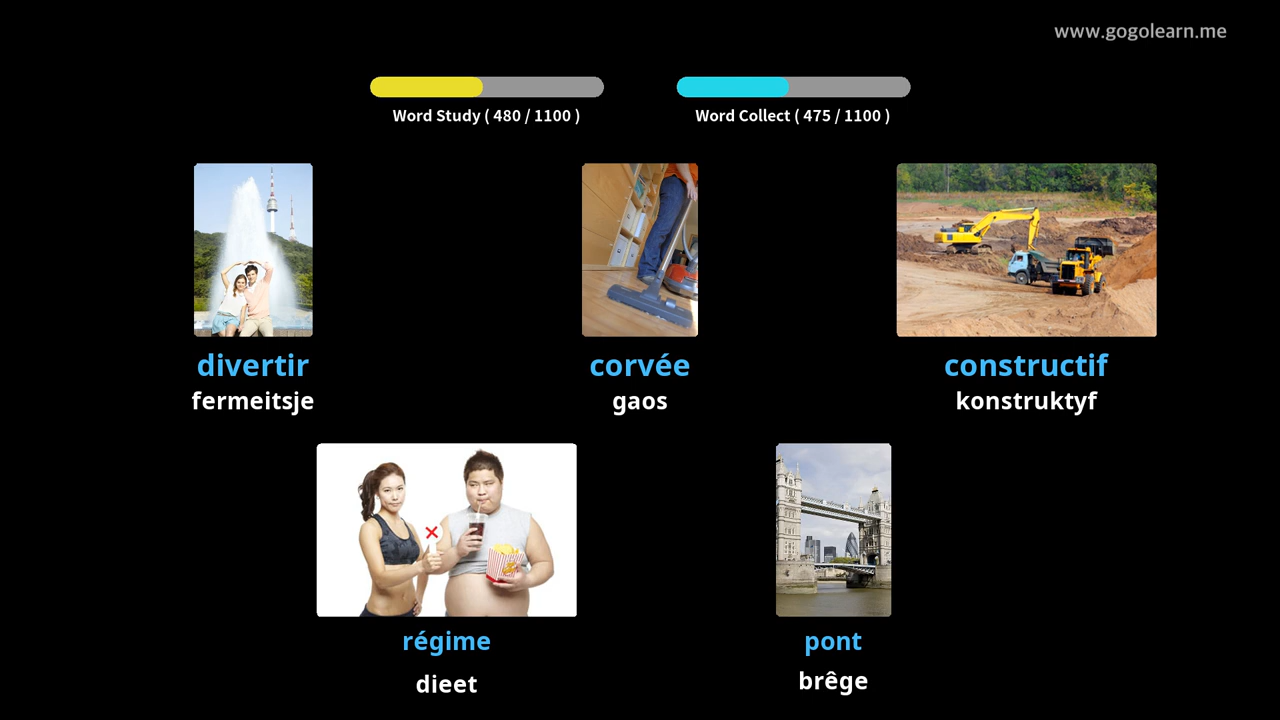 www.gogolearn.me
Word Study ( 480 / 1100 )
Word Collect ( 475 / 1100 )
divertir
fermeitsje
corvée
gaos
constructif
konstruktyf
régime
dieet
pont
brêge